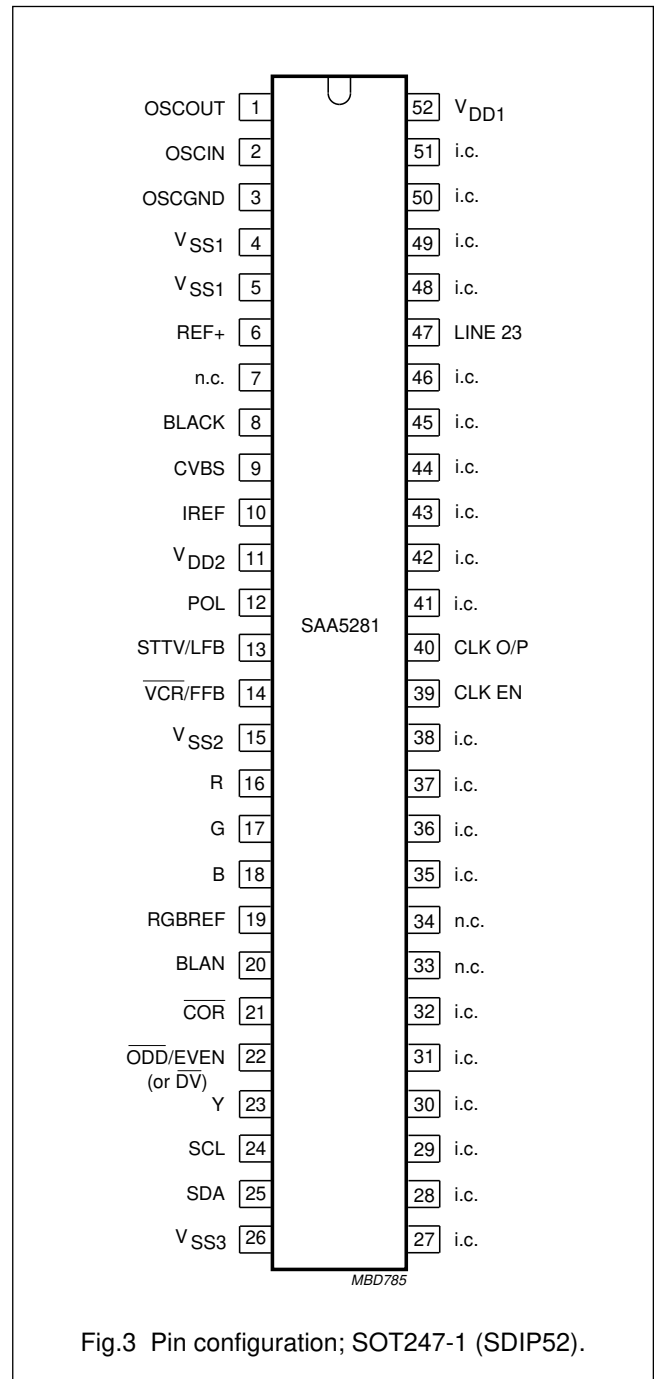 OSCOUT 1 52 VDD1
OSCIN 2 51 i.c.
OSCGND 3 50 i.c.
VSS1 4 49 i.c.
VSS1 5 48 i.c.
REF+ 6 47 LINE 23
n.c. 7 46 i.c.
BLACK 8 45 i.c.
CVBS 9 44 i.c.
IREF 10 43 i.c.
VDD2 11 42 i.c.
POL 12 41 i.c.
SAA5281
STTV/LFB 13 40 CLK O/P
V̅C̅R̅/FFB 14 39 CLK EN
VSS2 15 38 i.c.
R 16 37 i.c.
G 17 36 i.c.
B 18 35 i.c.
RGBREF 19 34 n.c.
BLAN 20 33 n.c.
C̅O̅R̅ 21 32 i.c.
O̅D̅D̅/EVEN 22 31 i.c.
(or D̅V̅)
Y 23 30 i.c.
SCL 24 29 i.c.
SDA 25 28 i.c.
VSS3 26 27 i.c.
MBD785
Fig.3 Pin configuration; SOT247-1 (SDIP52).